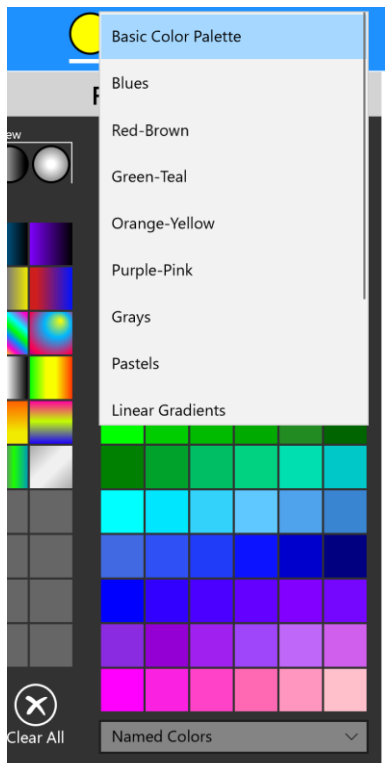 Basic Color Palette
Blues
Red-Brown
Green-Teal
Orange-Yellow
Purple-Pink
Grays
Pastels
Linear Gradients
Clear All
Named Colors